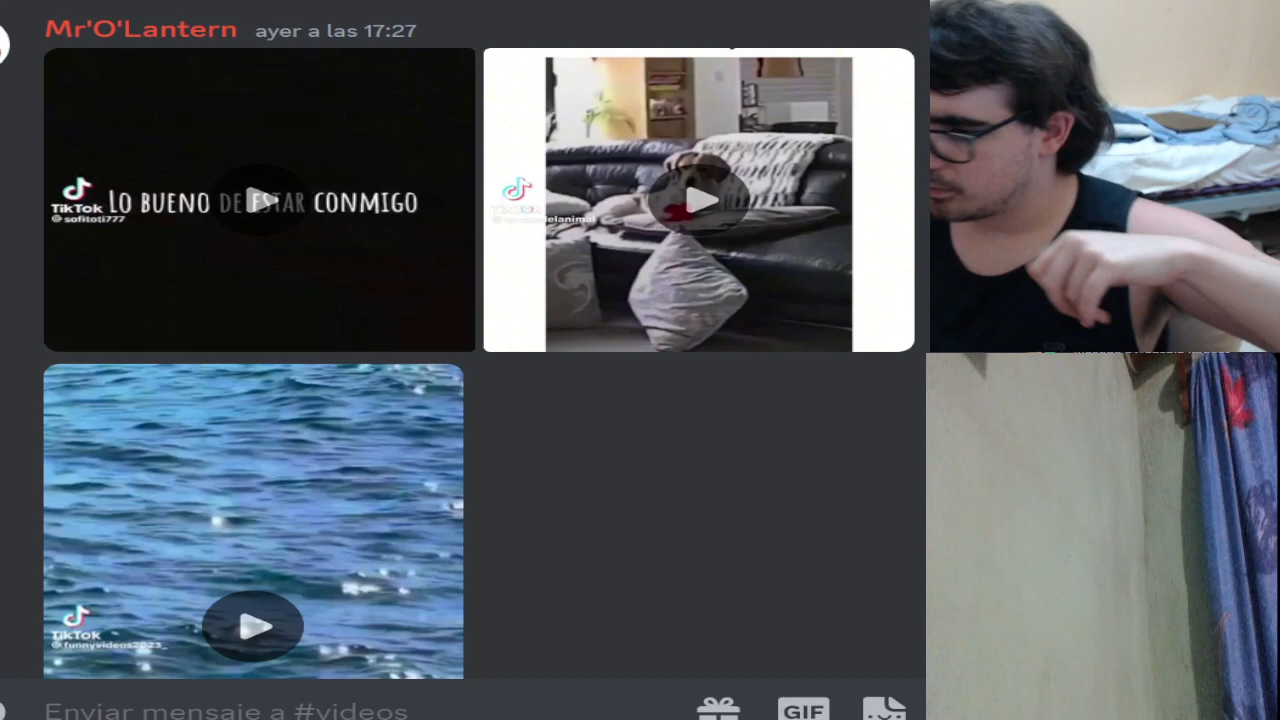 Mr'O'Lantern ayer a las 17:27
LO BUENO DE ESTAR CONMIGO
TikTok
@sofitoti777
TikTok
TikTok
@funnyvideos2023_
Enviar mensaje a #videos
GIF